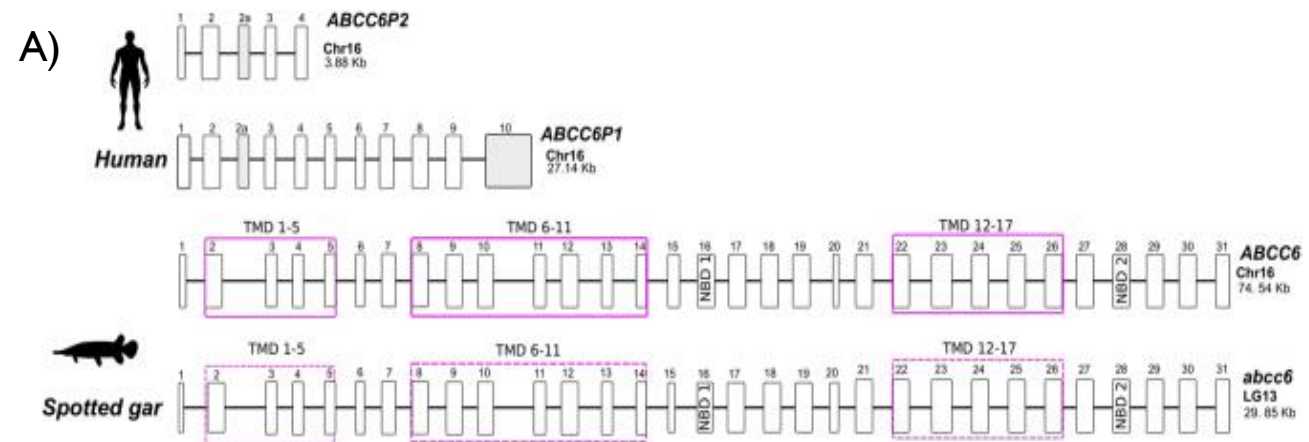 A)
1 2 2a 3 4 ABCC6P2
Chr16
3.88 Kb
1 2 2a 3 4 5 6 7 8 9 10 ABCC6P1
Chr16
27.14 Kb
Human
TMD 1-5 TMD 6-11 TMD 12-17
1 2 3 4 5 6 7 8 9 10 11 12 13 14 15 16 17 18 19 20 21 22 23 24 25 26 27 28 29 30 31 ABCC6
NBD 1 NBD 2
Chr16
74. 54 Kb
TMD 1-5 TMD 6-11 TMD 12-17
1 2 3 4 5 6 7 8 9 10 11 12 13 14 15 16 17 18 19 20 21 22 23 24 25 26 27 28 29 30 31 abcc6
NBD 1 NBD 2
LG13
29. 85 Kb
Spotted gar